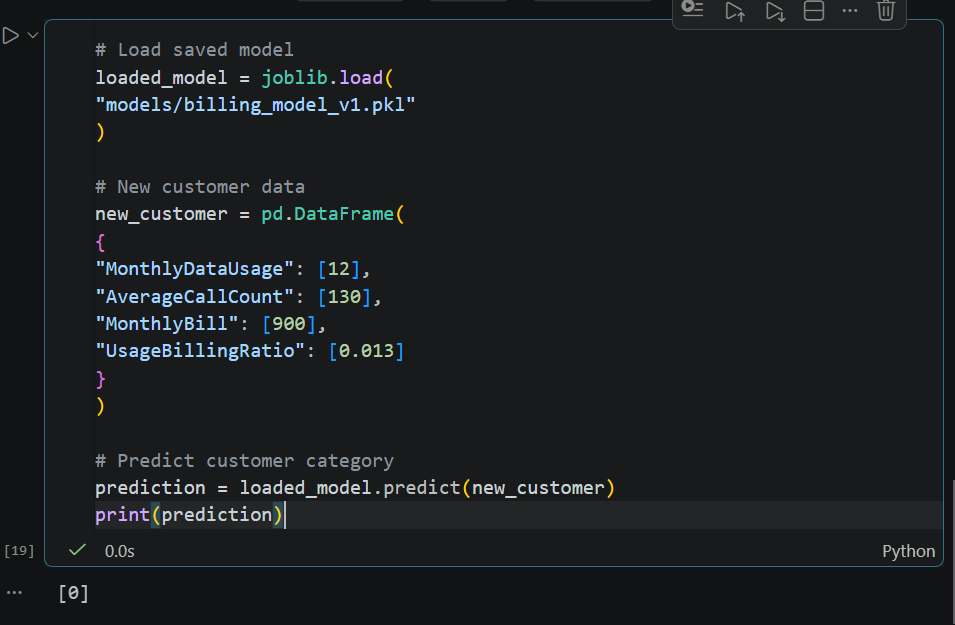 # Load saved model
loaded_model = joblib.load(
"models/billing_model_v1.pkl"
)
# New customer data
new_customer = pd.DataFrame(
{
"MonthlyDataUsage": [12],
"AverageCallCount": [130],
"MonthlyBill": [900],
"UsageBillingRatio": [0.013]
}
)
# Predict customer category
prediction = loaded_model.predict(new_customer)
print(prediction)
[19] 0.0s Python
[0]